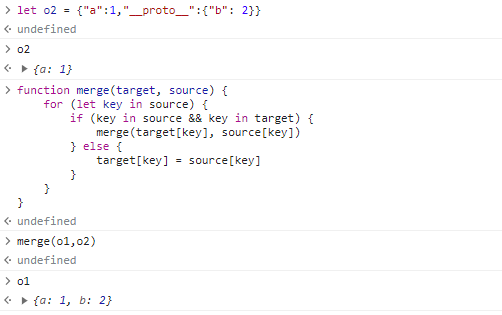 > let o2 = {"a":1,"__proto__":{"b": 2}}
undefined
> o2
{a: 1}
> function merge(target, source) {
    for (let key in source) {
        if (key in source && key in target) {
            merge(target[key], source[key])
        } else {
            target[key] = source[key]
        }
    }
}
undefined
> merge(o1,o2)
undefined
> o1
{a: 1, b: 2}